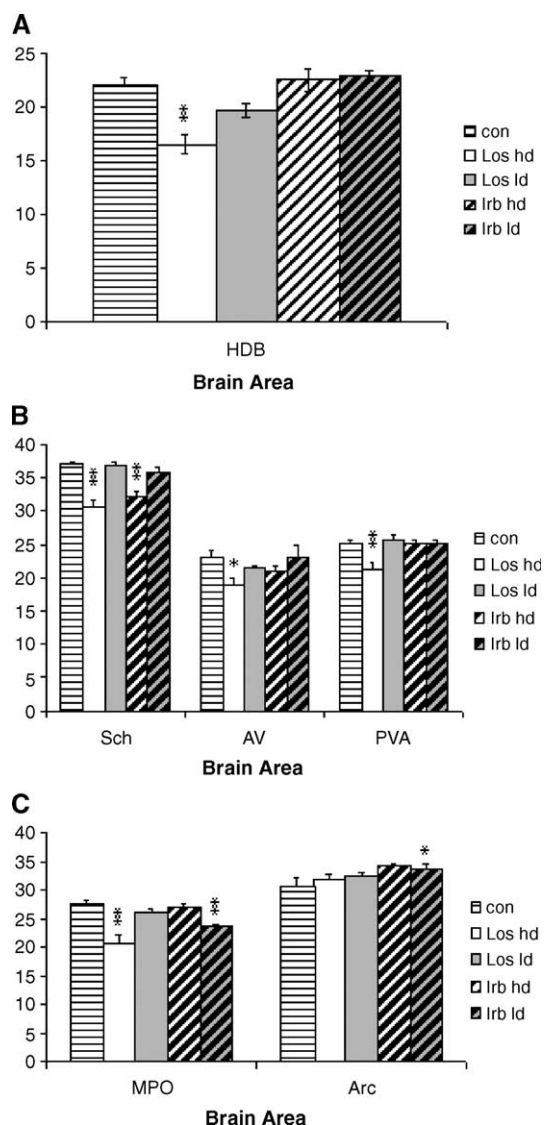 A
25
20
15
10
5
0
**
*
HDB
Brain Area
con
Los hd
Los ld
Irb hd
Irb ld
B
40
35
30
25
20
15
10
5
0
**
*
**
*
*
**
*
Sch AV PVA
Brain Area
con
Los hd
Los ld
Irb hd
Irb ld
C
40
35
30
25
20
15
10
5
0
**
*
**
*
*
MPO Arc
Brain Area
con
Los hd
Los ld
Irb hd
Irb ld